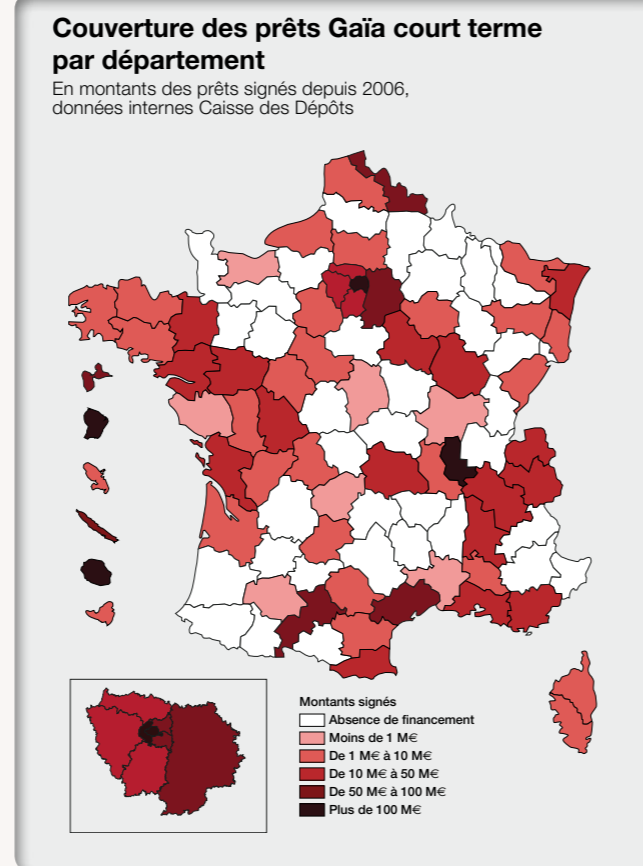 Couverture des prêts Gaïa court terme
par département
En montants des prêts signés depuis 2006,
données internes Caisse des Dépôts
Montants signés
Absence de financement
Moins de 1 M€
De 1 M€ à 10 M€
De 10 M€ à 50 M€
De 50 M€ à 100 M€
Plus de 100 M€